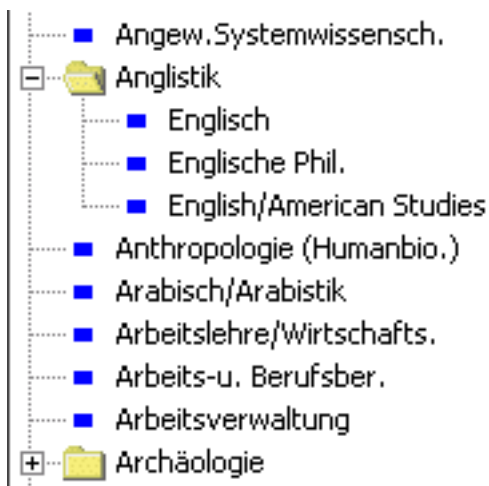 Angew.Systemwissensch.
Anglistik
Englisch
Englische Phil.
English/American Studies
Anthropologie (Humanbio.)
Arabisch/Arabistik
Arbeitslehre/Wirtschafts.
Arbeits-u. Berufsber.
Arbeitsverwaltung
Archäologie